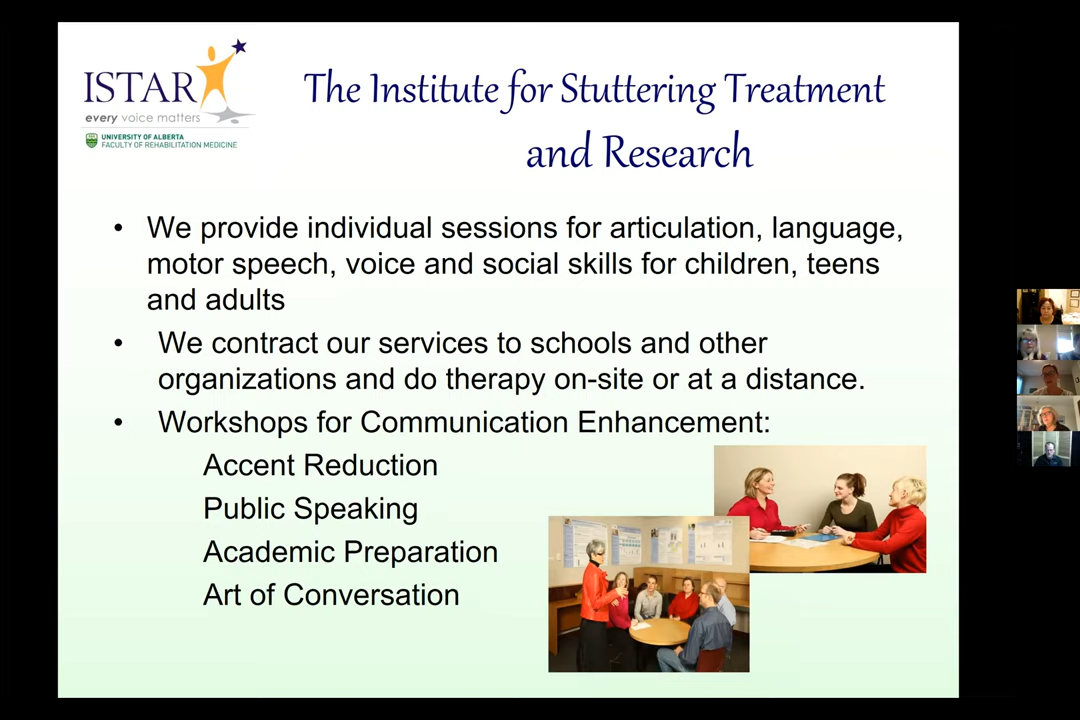 ISTAR
every voice matters
UNIVERSITY OF ALBERTA
FACULTY OF REHABILITATION MEDICINE
The Institute for Stuttering Treatment
and Research
• We provide individual sessions for articulation, language,
motor speech, voice and social skills for children, teens
and adults
• We contract our services to schools and other
organizations and do therapy on-site or at a distance.
• Workshops for Communication Enhancement:
Accent Reduction
Public Speaking
Academic Preparation
Art of Conversation